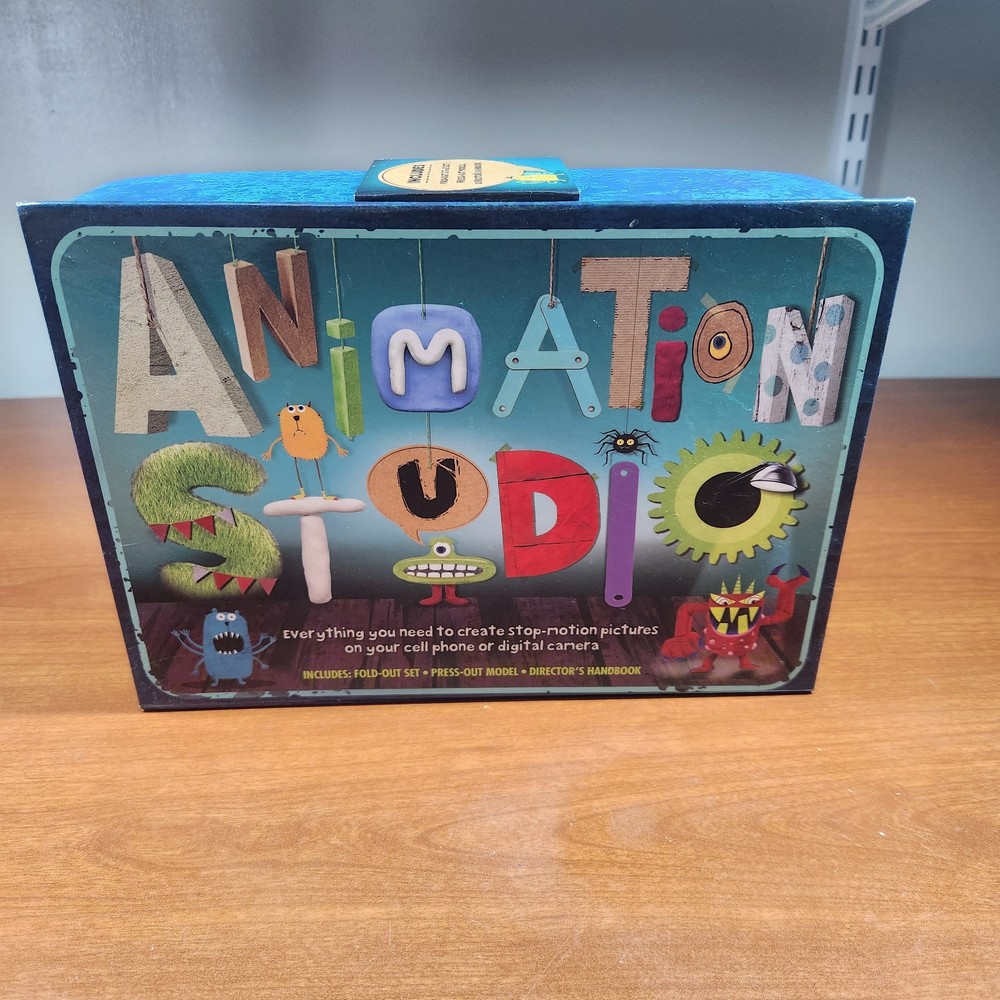 INCLUDES
ANiMATiON
STUDIO
Everything you need to create stop-motion pictures
on your cell phone or digital camera
INCLUDES: FOLD-OUT SET • PRESS-OUT MODEL • DIRECTOR'S HANDBOOK